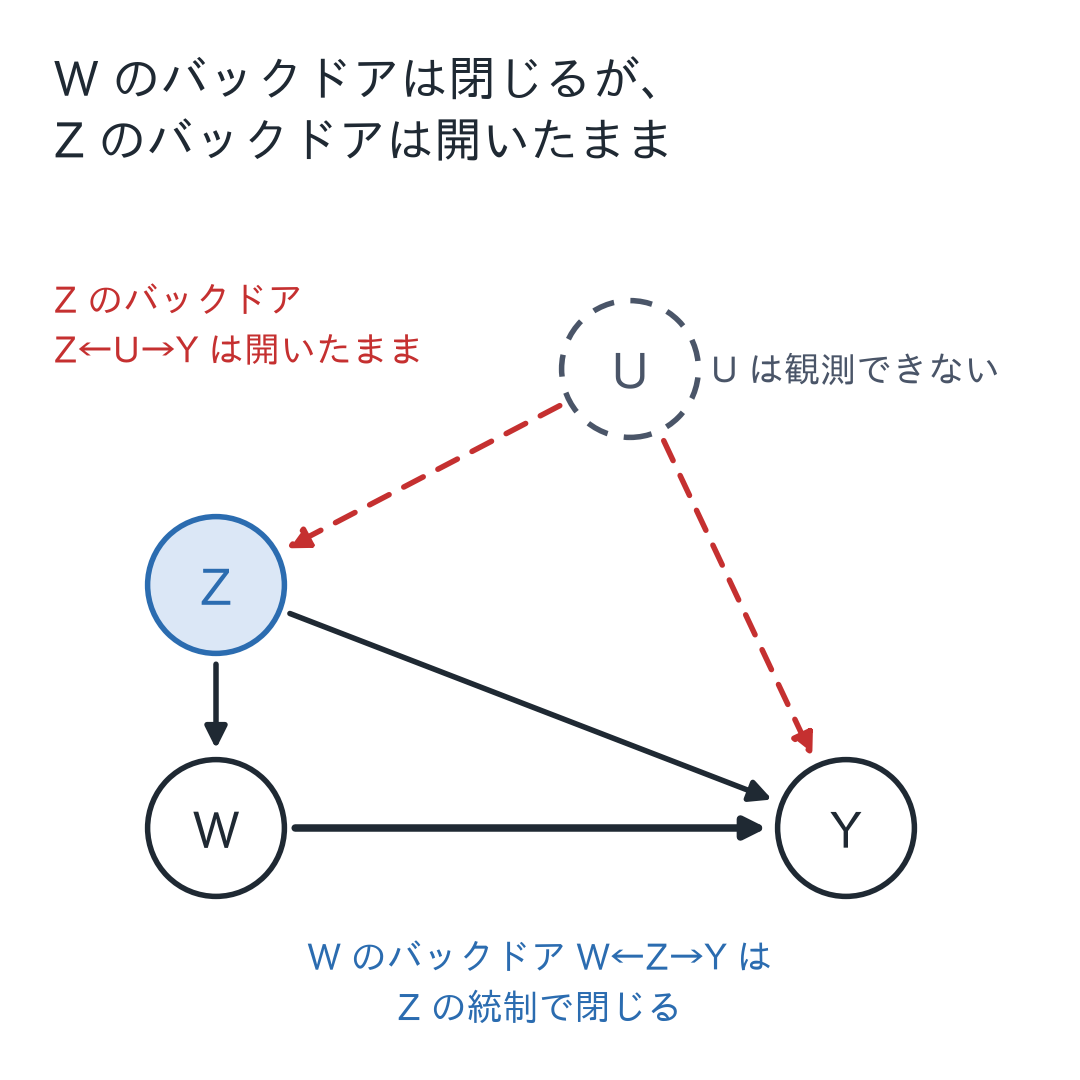 W のバックドアは閉じるが、
Z のバックドアは開いたまま
Z のバックドア
Z←U→Y は開いたまま
U
U は観測できない
Z
W
Y
W のバックドア W←Z→Y は
Z の統制で閉じる